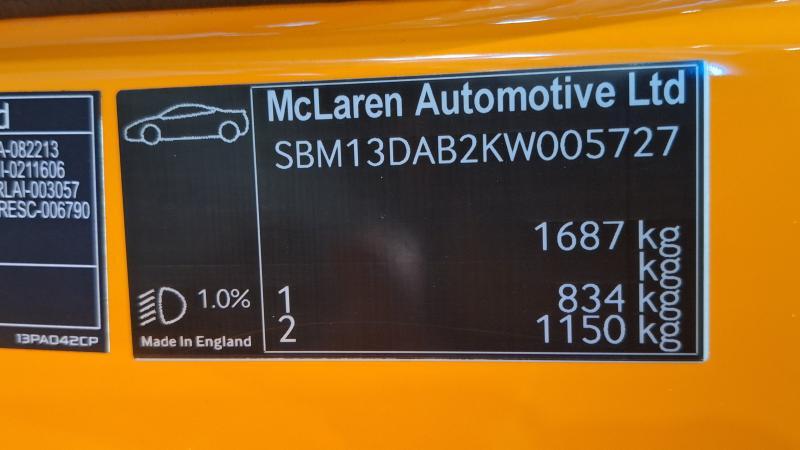 d
A-082213
I-0211606
RLAI-003057
RESC-006790
13PA042CP
McLaren Automotive Ltd
SBM13DAB2KW005727
1687 kg
kg
1.0%
1 834 kg
2 1150 kg
Made In England